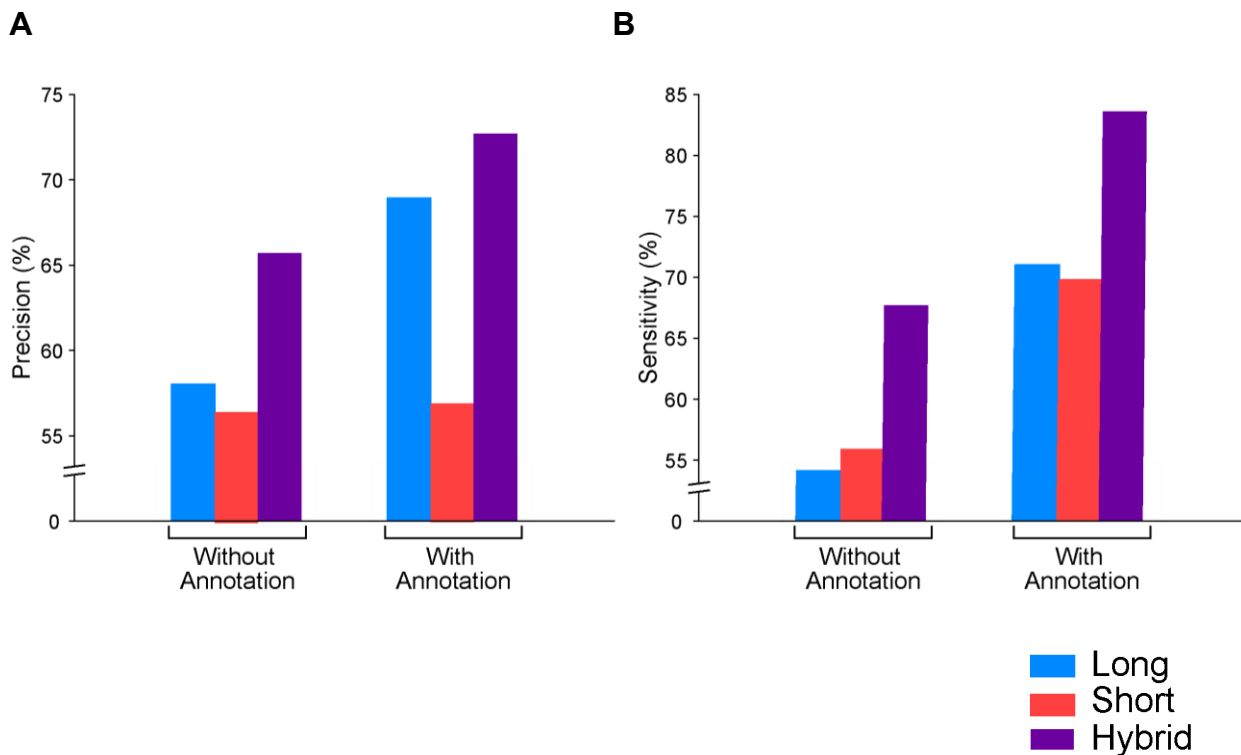 A
Precision (%)
75
70
65
60
55
0
Without
Annotation
With
Annotation
B
Sensitivity (%)
85
80
75
70
65
60
55
0
Without
Annotation
With
Annotation
Long
Short
Hybrid